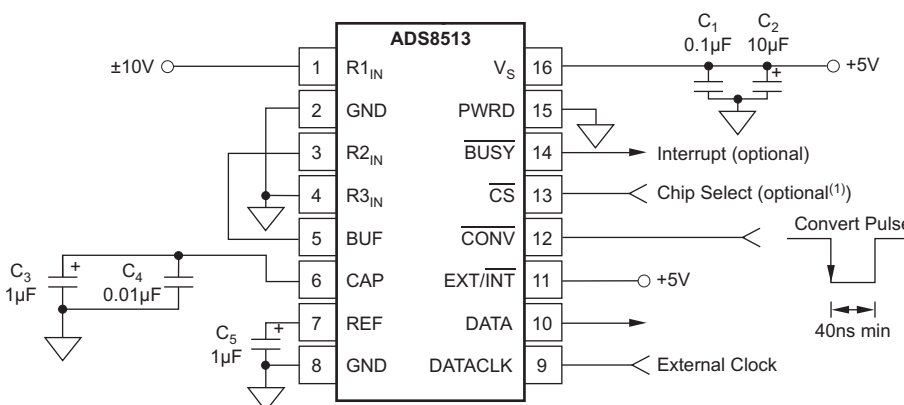 ADS8513
C1
0.1µF
C2
10µF
±10V
1 R1IN
VS 16
+
+5V
2 GND
PWRD 15
3 R2IN
BUSY 14
Interrupt (optional)
4 R3IN
CS 13
Chip Select (optional(1))
5 BUF
CONV 12
Convert Pulse
C3
1µF
+
C4
0.01µF
6 CAP
EXT/INT 11
+5V
40ns min
C5
1µF
+
7 REF
DATA 10
8 GND
DATACLK 9
External Clock